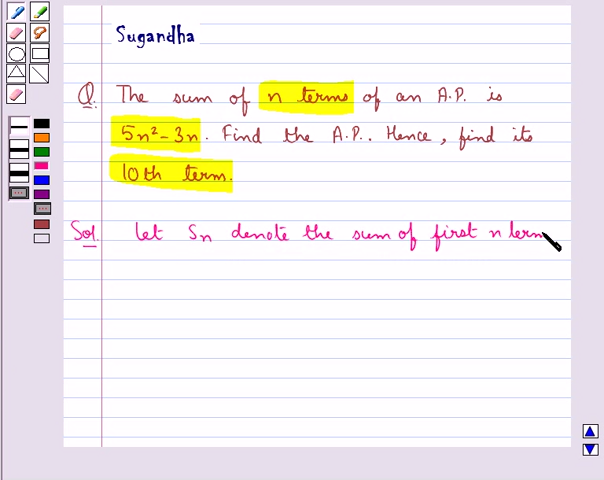 Sugandha
Q. The sum of n terms of an A.P. is
5n² - 3n. Find the A.P. Hence, find its
10th term.
Sol. Let Sn denote the sum of first n term